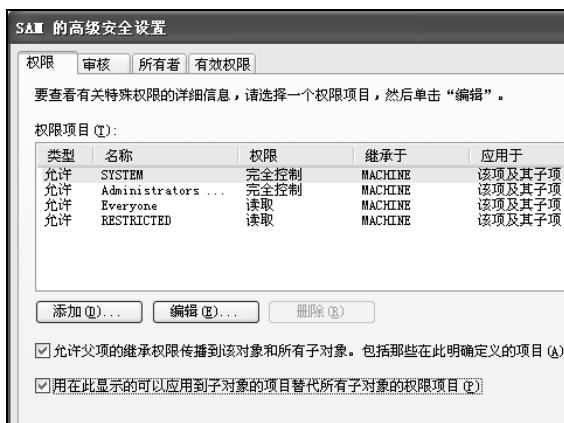 SAM 的高级安全设置
权限 审核 所有者 有效权限
要查看有关特殊权限的详细信息，请选择一个权限项目，然后单击“编辑”。
权限项目(T):
类型 名称 权限 继承于 应用于
允许 SYSTEM 完全控制 MACHINE 该项及其子项
允许 Administrators ... 完全控制 MACHINE 该项及其子项
允许 Everyone 读取 MACHINE 该项及其子项
允许 RESTRICTED 读取 MACHINE 该项及其子项
添加(D)... 编辑(E)... 删除(R)
允许父项的继承权限传播到该对象和所有子对象。包括那些在此明确定义的项目(A)
用在此显示的可以应用到子对象的项目替代所有子对象的权限项目(P)